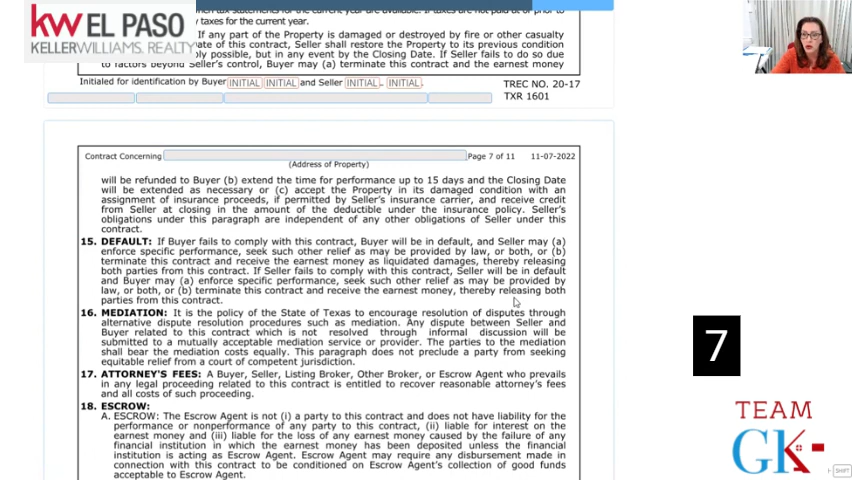 kw EL PASO
KELLERWILLIAMS. REALTY
tax statements for the current year are available. If taxes are not paid at or prior to
y taxes for the current year.
If any part of the Property is damaged or destroyed by fire or other casualty
ate of this contract, Seller shall restore the Property to its previous condition
bly possible, but in any event by the Closing Date. If Seller fails to do so due
to factors beyond Seller's control, Buyer may (a) terminate this contract and the earnest money
Initialed for identification by Buyer INITIAL INITIAL and Seller INITIAL INITIAL
TREC NO. 20-17
TXR 1601
Contract Concerning Page 7 of 11 11-07-2022
(Address of Property)
will be refunded to Buyer (b) extend the time for performance up to 15 days and the Closing Date
will be extended as necessary or (c) accept the Property in its damaged condition with an
assignment of insurance proceeds, if permitted by Seller's insurance carrier, and receive credit
from Seller at closing in the amount of the deductible under the insurance policy. Seller's
obligations under this paragraph are independent of any other obligations of Seller under this
contract.
15. DEFAULT: If Buyer fails to comply with this contract, Buyer will be in default, and Seller may (a)
enforce specific performance, seek such other relief as may be provided by law, or both, or (b)
terminate this contract and receive the earnest money as liquidated damages, thereby releasing
both parties from this contract. If Seller fails to comply with this contract, Seller will be in default
and Buyer may (a) enforce specific performance, seek such other relief as may be provided by
law, or both, or (b) terminate this contract and receive the earnest money, thereby releasing both
parties from this contract.
16. MEDIATION: It is the policy of the State of Texas to encourage resolution of disputes through
alternative dispute resolution procedures such as mediation. Any dispute between Seller and
Buyer related to this contract which is not resolved through informal discussion will be
submitted to a mutually acceptable mediation service or provider. The parties to the mediation
shall bear the mediation costs equally. This paragraph does not preclude a party from seeking
equitable relief from a court of competent jurisdiction.
17. ATTORNEY'S FEES: A Buyer, Seller, Listing Broker, Other Broker, or Escrow Agent who prevails
in any legal proceeding related to this contract is entitled to recover reasonable attorney's fees
and all costs of such proceeding.
18. ESCROW:
A. ESCROW: The Escrow Agent is not (i) a party to this contract and does not have liability for the
performance or nonperformance of any party to this contract, (ii) liable for interest on the
earnest money and (iii) liable for the loss of any earnest money caused by the failure of any
financial institution in which the earnest money has been deposited unless the financial
institution is acting as Escrow Agent. Escrow Agent may require any disbursement made in
connection with this contract to be conditioned on Escrow Agent's collection of good funds
acceptable to Escrow Agent.
7
TEAM
GK
SHIFT